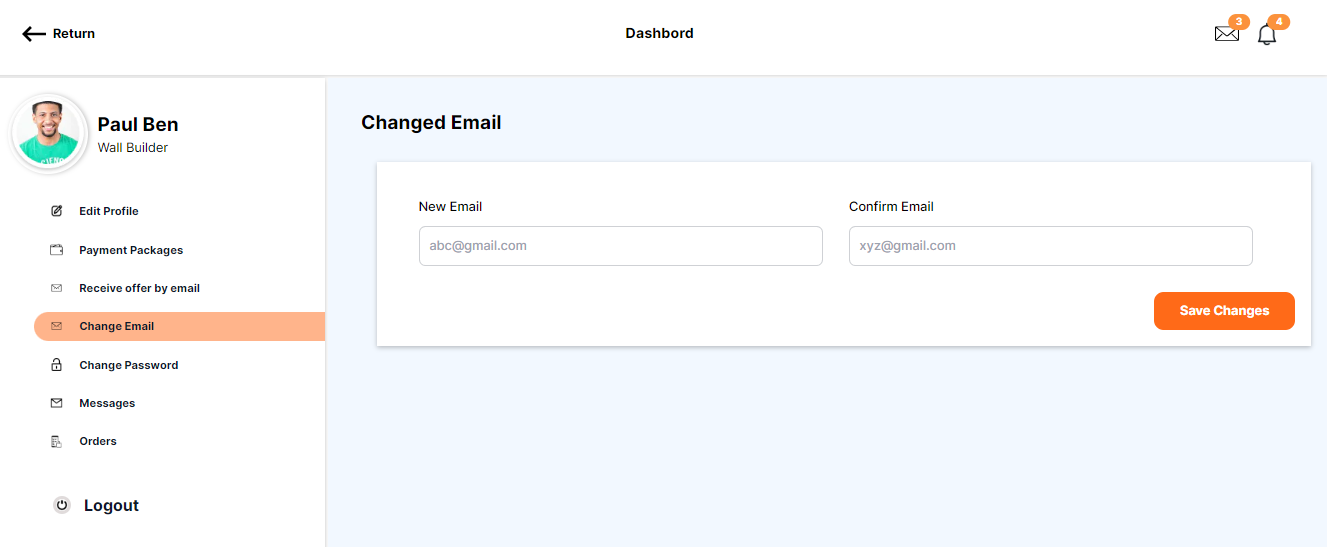 Return
Dashbord
3
4
Paul Ben
Wall Builder
Edit Profile
Payment Packages
Receive offer by email
Change Email
Change Password
Messages
Orders
Logout
Changed Email
New Email
Confirm Email
abc@gmail.com
xyz@gmail.com
Save Changes